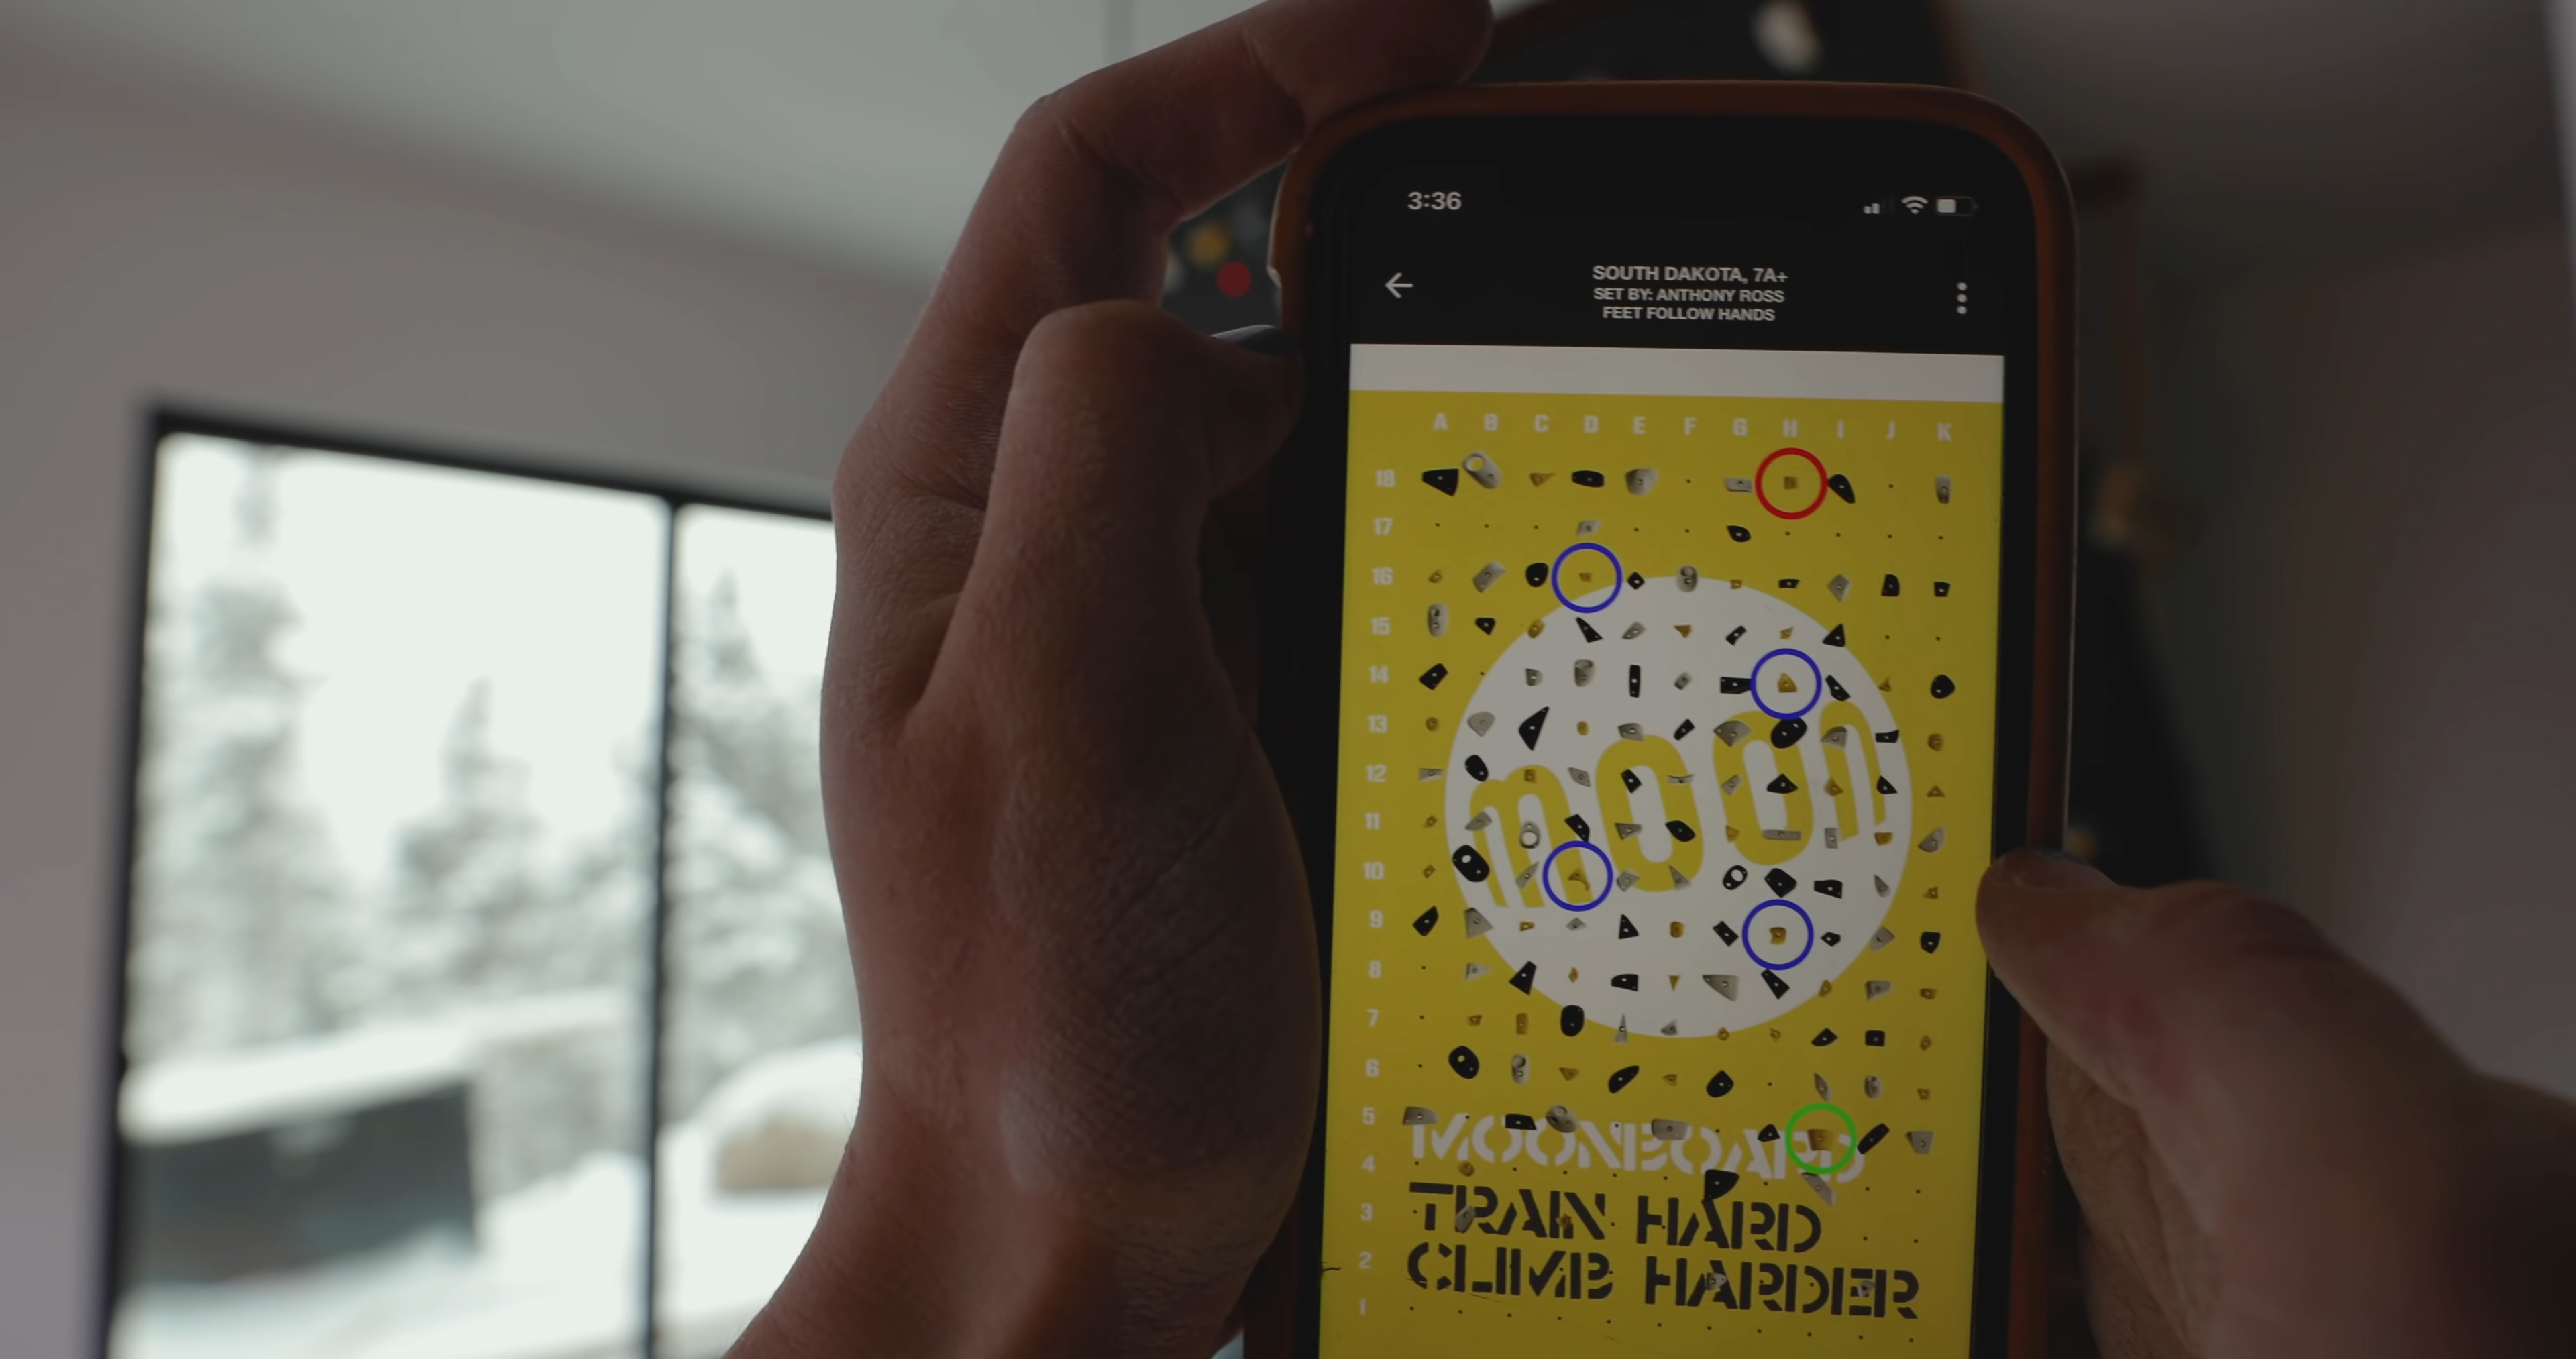 3:36
SOUTH DAKOTA, 7A+
SET BY: ANTHONY ROSS
FEET FOLLOW HANDS
A B C D E F G H I J K
18
17
16
15
14
13
12
11
10
9
8
7
6
5
4
3
2
1
moon
MOONBOARD
TRAIN HARD
CLIMB HARDER